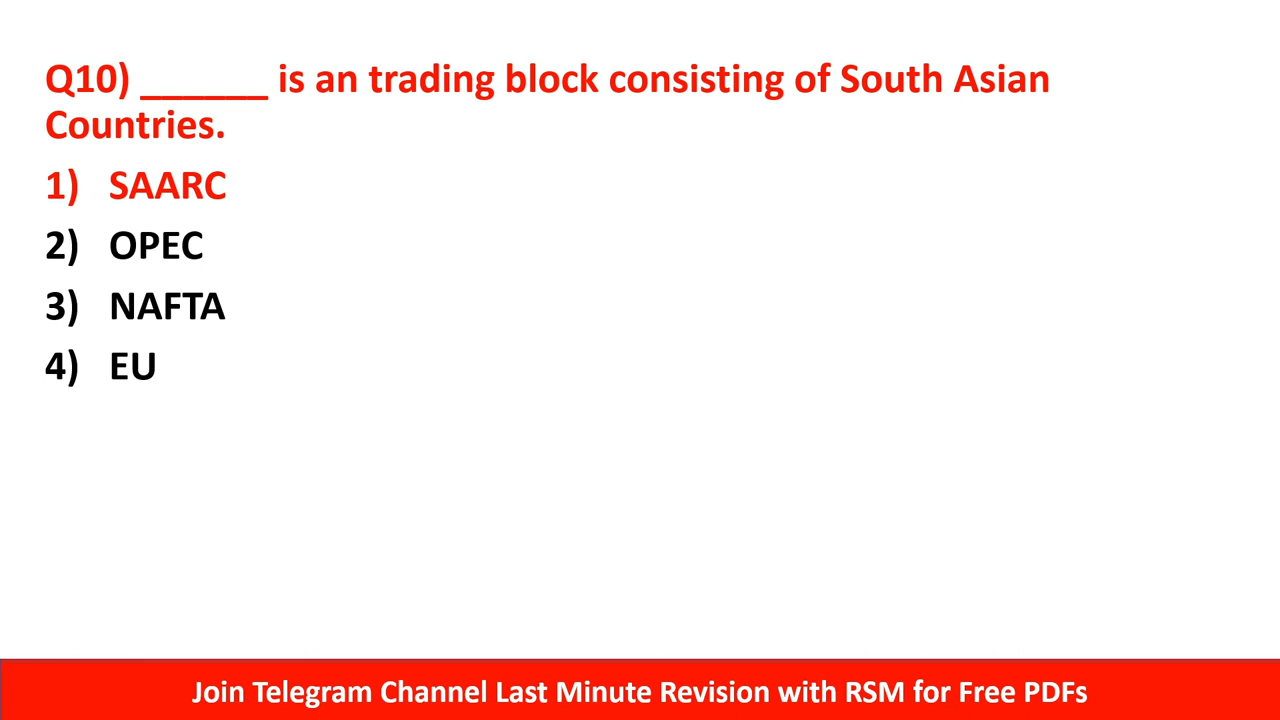 Q10) ______ is an trading block consisting of South Asian
Countries.
1) SAARC
2) OPEC
3) NAFTA
4) EU
Join Telegram Channel Last Minute Revision with RSM for Free PDFs